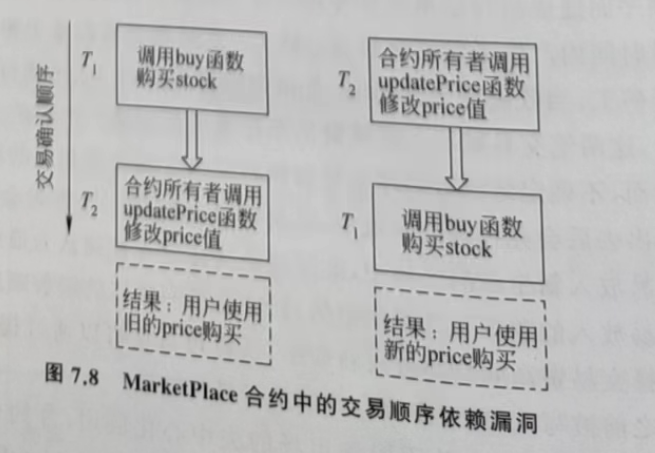 交易确认顺序
T1
调用buy函数
购买stock
T2
合约所有者调用
updatePrice函数
修改price值
结果：用户使用
旧的price购买
T2
合约所有者调用
updatePrice函数
修改price值
T1
调用buy函数
购买stock
结果：用户使用
新的price购买
图 7.8 MarketPlace 合约中的交易顺序依赖漏洞